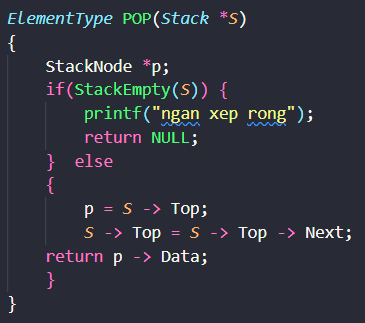 ElementType POP(Stack *S)
{
    StackNode *p;
    if(StackEmpty(S)) {
        printf("ngan xep rong");
        return NULL;
    }  else
    {
        p = S -> Top;
        S -> Top = S -> Top -> Next;
    return p -> Data;
    }
}